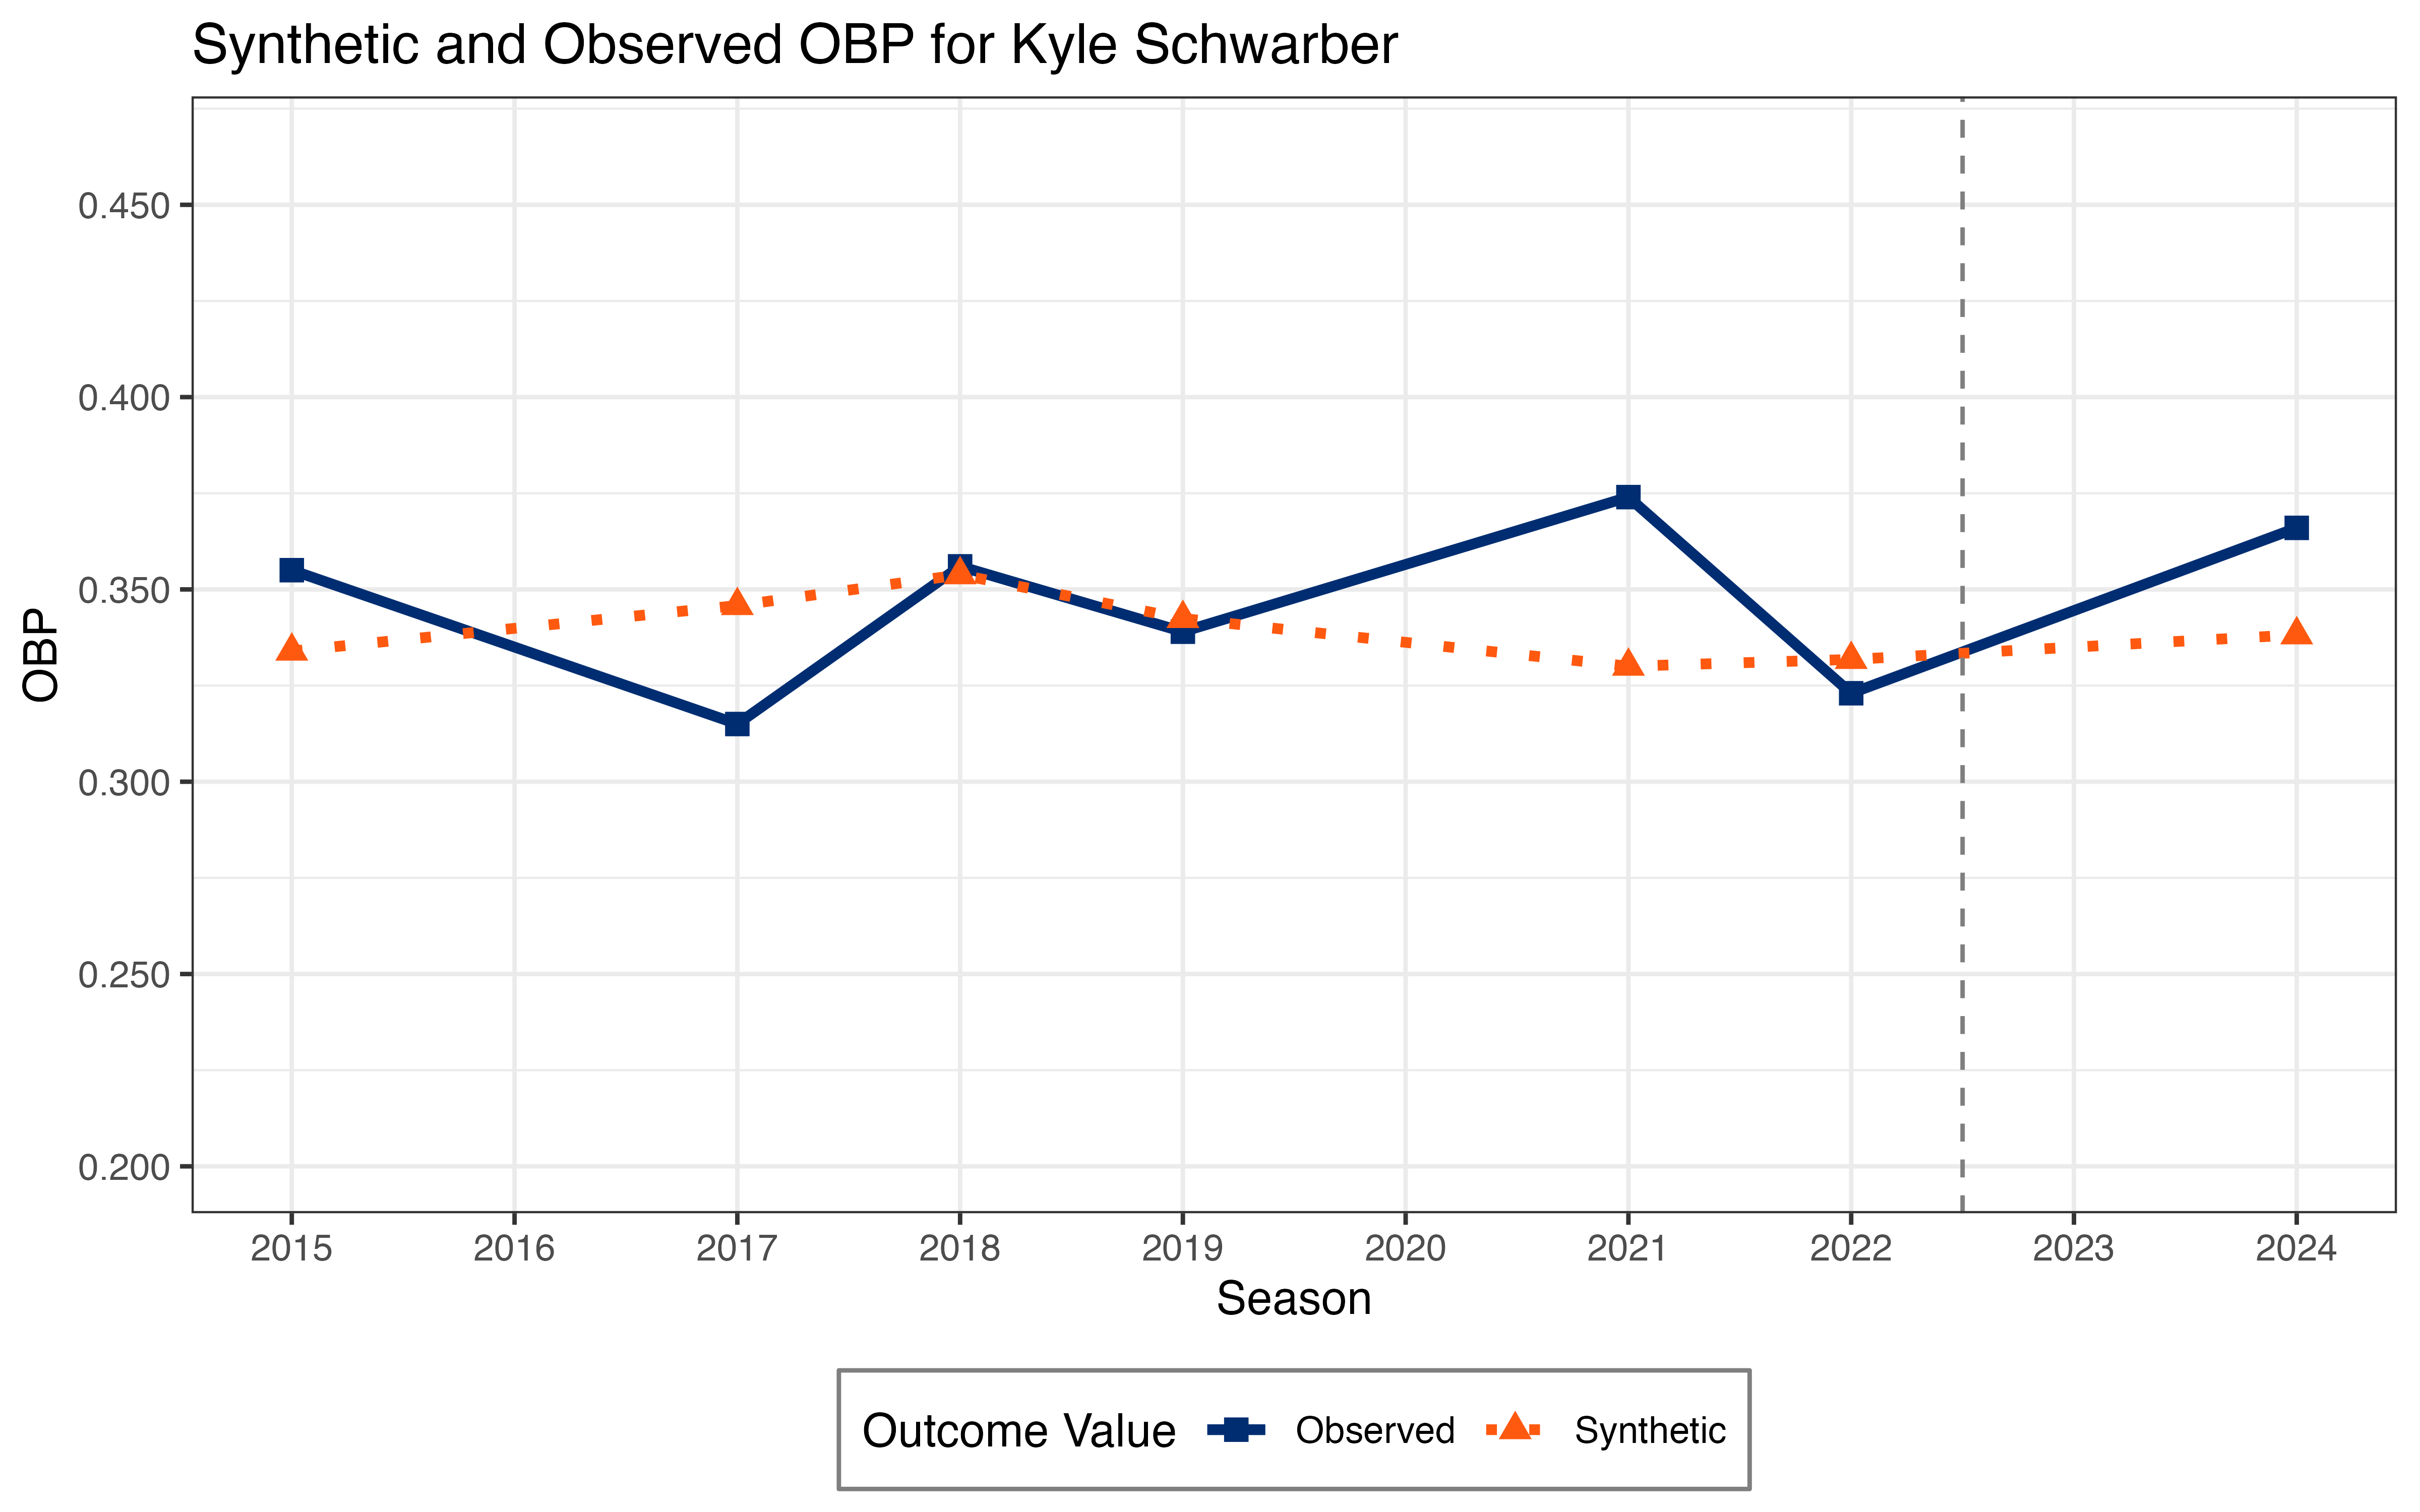 Synthetic and Observed OBP for Kyle Schwarber
0.450
0.400
0.350
0.300
0.250
0.200
OBP
2015 2016 2017 2018 2019 2020 2021 2022 2023 2024
Season
Outcome Value Observed Synthetic